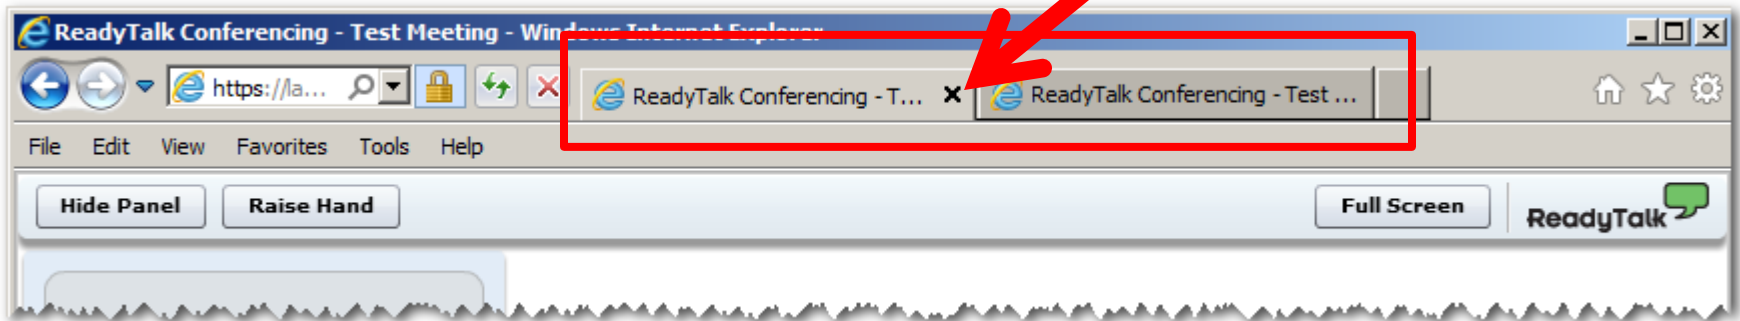 ReadyTalk Conferencing - Test Meeting - Windows Internet Explorer
https://la... ReadyTalk Conferencing - T... ReadyTalk Conferencing - Test ...
File Edit View Favorites Tools Help
Hide Panel Raise Hand Full Screen ReadyTalk